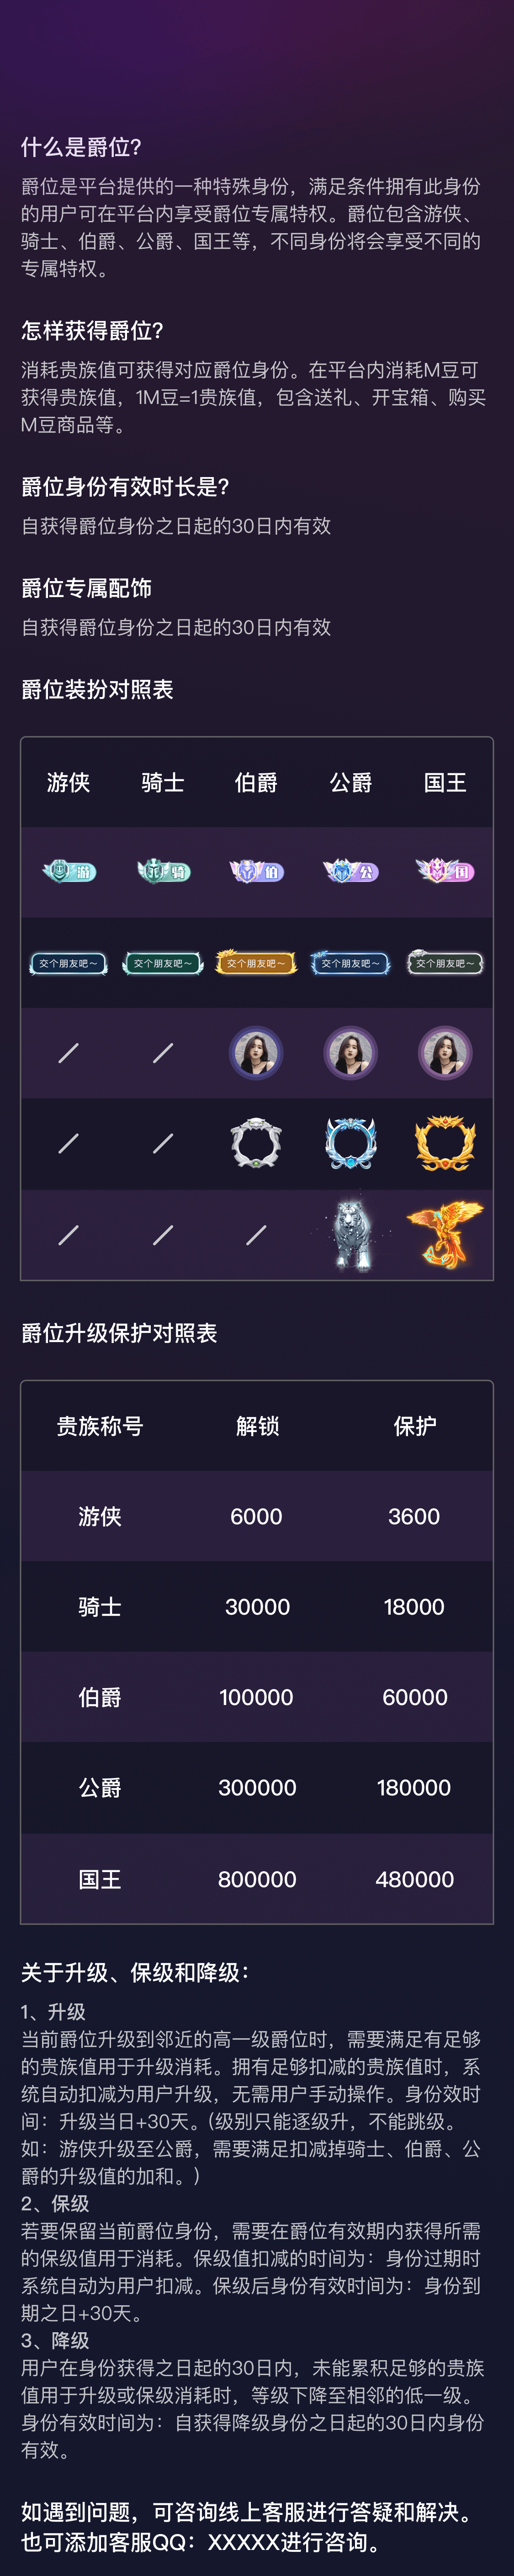 什么是爵位?
爵位是平台提供的一种特殊身份，满足条件拥有此身份
的用户可在平台内享受爵位专属特权。爵位包含游侠、
骑士、伯爵、公爵、国王等，不同身份将会享受不同的
专属特权。
怎样获得爵位?
消耗贵族值可获得对应爵位身份。在平台内消耗M豆可
获得贵族值，1M豆=1贵族值，包含送礼、开宝箱、购买
M豆商品等。
爵位身份有效时长是?
自获得爵位身份之日起的30日内有效
爵位专属配饰
自获得爵位身份之日起的30日内有效
爵位装扮对照表
游侠 骑士 伯爵 公爵 国王
游 骑 伯 公 国
交个朋友吧～ 交个朋友吧～ 交个朋友吧～ 交个朋友吧～ 交个朋友吧～
爵位升级保护对照表
贵族称号 解锁 保护
游侠 6000 3600
骑士 30000 18000
伯爵 100000 60000
公爵 300000 180000
国王 800000 480000
关于升级、保级和降级：
1、升级
当前爵位升级到邻近的高一级爵位时，需要满足有足够
的贵族值用于升级消耗。拥有足够扣减的贵族值时，系
统自动扣减为用户升级，无需用户手动操作。身份效时
间：升级当日+30天。(级别只能逐级升，不能跳级。
如：游侠升级至公爵，需要满足扣减掉骑士、伯爵、公
爵的升级值的加和。)
2、保级
若要保留当前爵位身份，需要在爵位有效期内获得所需
的保级值用于消耗。保级值扣减的时间为：身份过期时
系统自动为用户扣减。保级后身份有效时间为：身份到
期之日+30天。
3、降级
用户在身份获得之日起的30日内，未能累积足够的贵族
值用于升级或保级消耗时，等级下降至相邻的低一级。
身份有效时间为：自获得降级身份之日起的30日内身份
有效。
如遇到问题，可咨询线上客服进行答疑和解决。
也可添加客服QQ：XXXXX进行咨询。